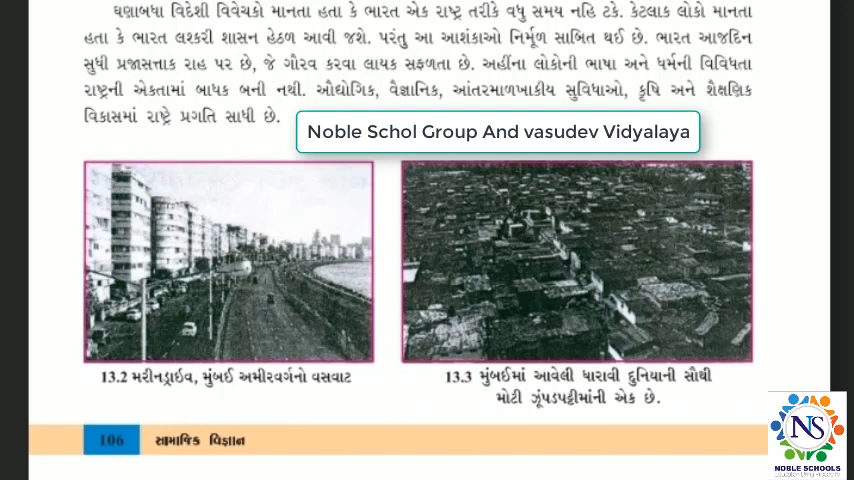 ઘણાબધા વિદેશી વિવેચકો માનતા હતા કે ભારત એક રાષ્ટ્ર તરીકે વધુ સમય નહિ ટકે. કેટલાક લોકો માનતા
હતા કે ભારત લશ્કરી શાસન હેઠળ આવી જશે. પરંતુ આ આશંકાઓ નિર્મૂળ સાબિત થઈ છે. ભારત આજદિન
સુધી પ્રજાસત્તાક રાહ પર છે, જે ગૌરવ કરવા લાયક સફળતા છે. અહીંના લોકોની ભાષા અને ધર્મની વિવિધતા
રાષ્ટ્રની એકતામાં બાધક બની નથી. ઔદ્યોગિક, વૈજ્ઞાનિક, આંતરમાળખાકીય સુવિધાઓ, કૃષિ અને શૈક્ષણિક
વિકાસમાં રાષ્ટ્રે પ્રગતિ સાધી છે.
Noble Schol Group And vasudev Vidyalaya
13.2 મરીનડ્રાઇવ, મુંબઈ અમીરવર્ગનો વસવાટ
13.3 મુંબઈમાં આવેલી ધારાવી દુનિયાની સૌથી
મોટી ઝૂંપડપટ્ટીમાંની એક છે.
106 સામાજિક વિજ્ઞાન
NS
NOBLE SCHOOLS